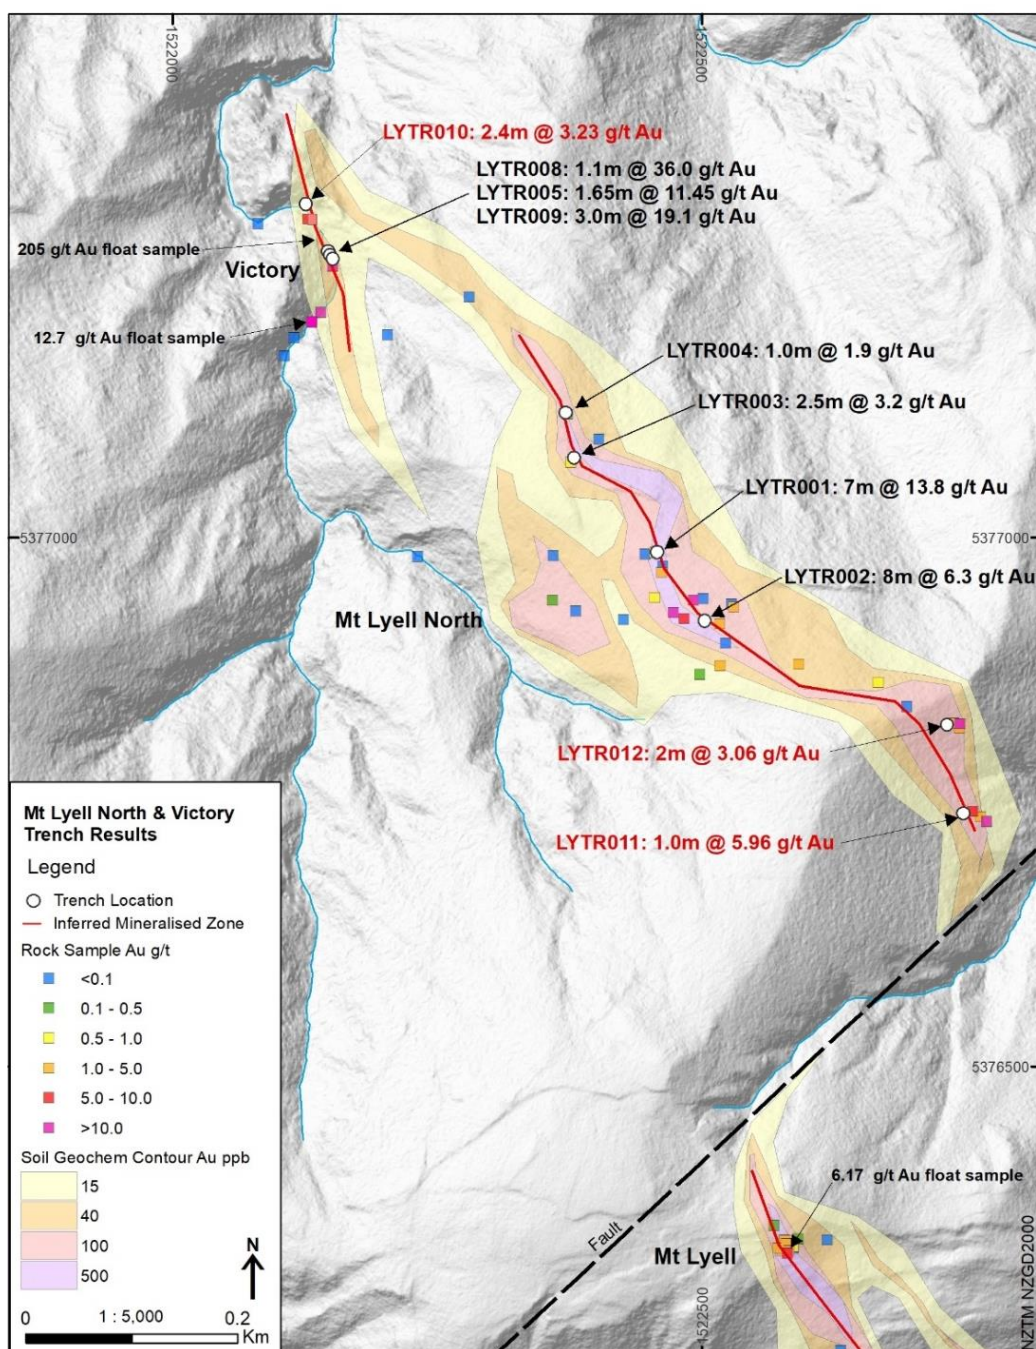 1522000
1522500
LYTR010: 2.4m @ 3.23 g/t Au
LYTR008: 1.1m @ 36.0 g/t Au
LYTR005: 1.65m @ 11.45 g/t Au
LYTR009: 3.0m @ 19.1 g/t Au
205 g/t Au float sample
Victory
12.7 g/t Au float sample
LYTR004: 1.0m @ 1.9 g/t Au
LYTR003: 2.5m @ 3.2 g/t Au
LYTR001: 7m @ 13.8 g/t Au
5377000
5377000
LYTR002: 8m @ 6.3 g/t Au
Mt Lyell North
LYTR012: 2m @ 3.06 g/t Au
LYTR011: 1.0m @ 5.96 g/t Au
Mt Lyell North & Victory
Trench Results
Legend
Trench Location
Inferred Mineralised Zone
Rock Sample Au g/t
<0.1
0.1 - 0.5
0.5 - 1.0
1.0 - 5.0
5.0 - 10.0
>10.0
Soil Geochem Contour Au ppb
15
40
100
500
N
0 1 : 5,000 0.2
Km
5376500
6.17 g/t Au float sample
Fault
Mt Lyell
1522500
NZTM NZGD2000